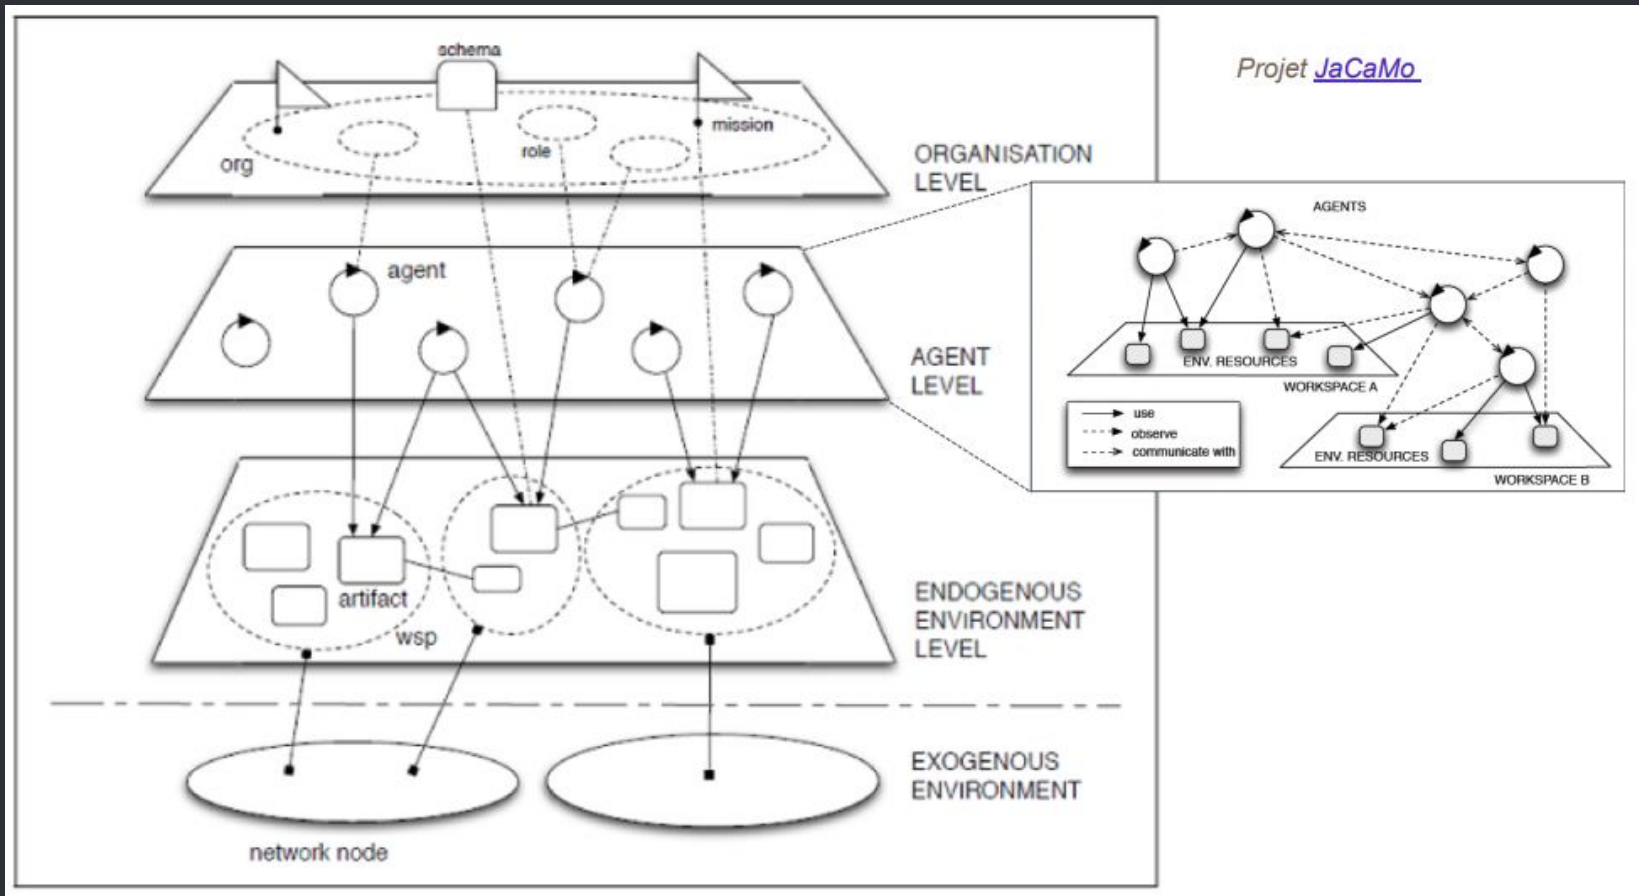 schema
Projet JaCaMo
mission
role
org
ORGANISATION
LEVEL
AGENTS
agent
AGENT
LEVEL
ENV. RESOURCES
WORKSPACE A
use
observe
communicate with
ENV. RESOURCES
WORKSPACE B
artifact
wsp
ENDOGENOUS
ENVIRONMENT
LEVEL
EXOGENOUS
ENVIRONMENT
network node